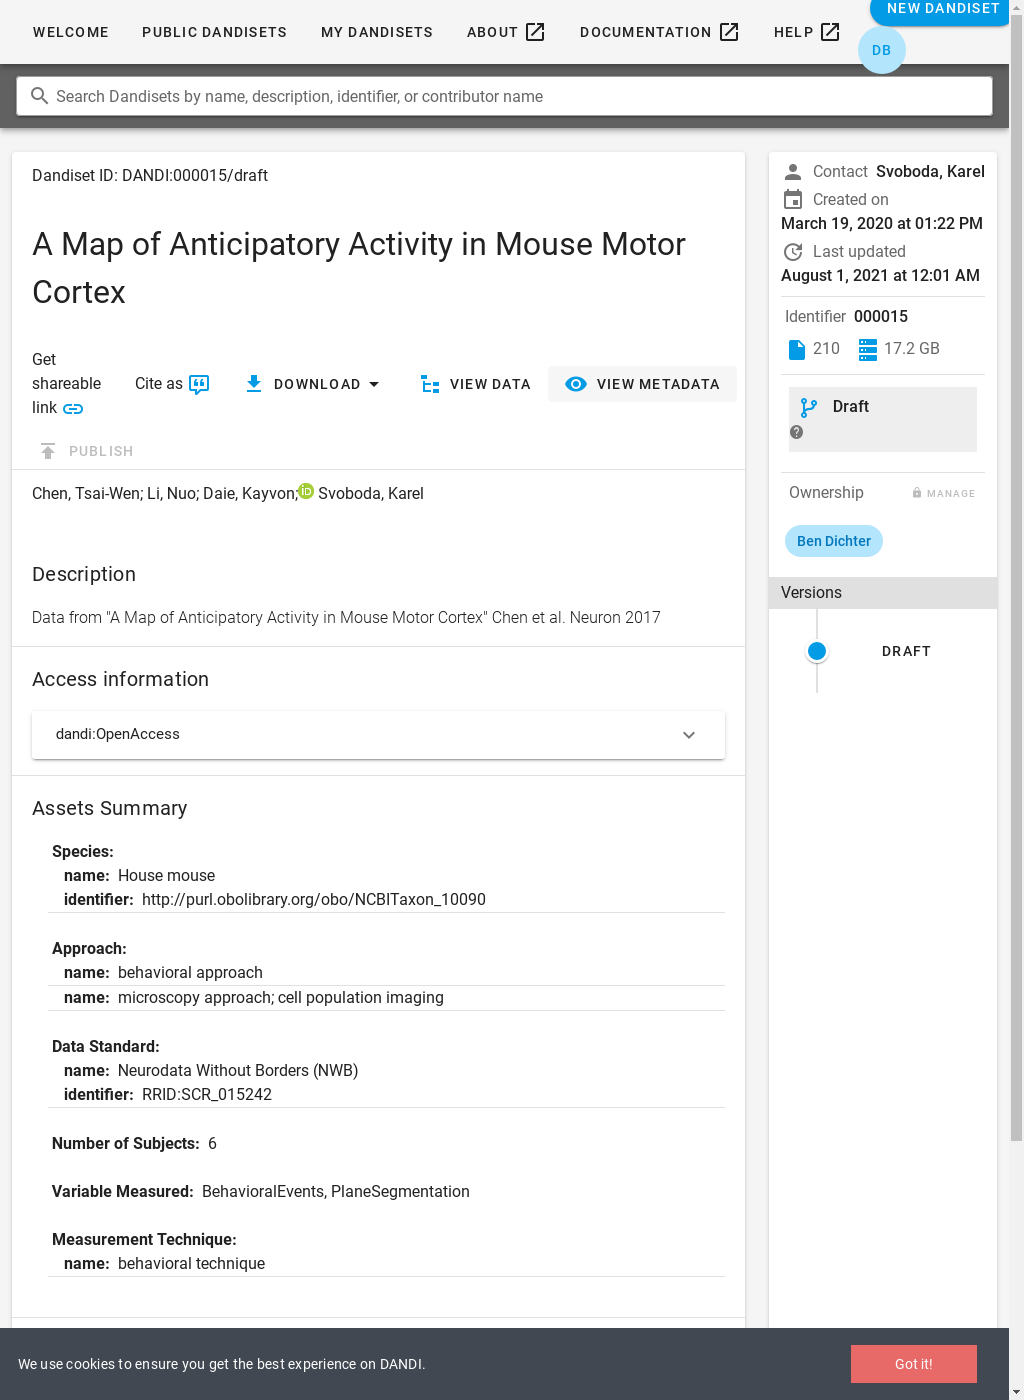 WELCOME PUBLIC DANDISETS MY DANDISETS ABOUT DOCUMENTATION HELP NEW DANDISET
DB
Search Dandisets by name, description, identifier, or contributor name
Dandiset ID: DANDI:000015/draft
A Map of Anticipatory Activity in Mouse Motor
Cortex
Get
shareable
link
Cite as
DOWNLOAD
VIEW DATA
VIEW METADATA
PUBLISH
Chen, Tsai-Wen; Li, Nuo; Daie, Kayvon; iD Svoboda, Karel
Description
Data from "A Map of Anticipatory Activity in Mouse Motor Cortex" Chen et al. Neuron 2017
Access information
dandi:OpenAccess
Assets Summary
Species:
name: House mouse
identifier: http://purl.obolibrary.org/obo/NCBITaxon_10090
Approach:
name: behavioral approach
name: microscopy approach; cell population imaging
Data Standard:
name: Neurodata Without Borders (NWB)
identifier: RRID:SCR_015242
Number of Subjects: 6
Variable Measured: BehavioralEvents, PlaneSegmentation
Measurement Technique:
name: behavioral technique
Contact Svoboda, Karel
Created on
March 19, 2020 at 01:22 PM
Last updated
August 1, 2021 at 12:01 AM
Identifier 000015
210 17.2 GB
Draft
?
Ownership MANAGE
Ben Dichter
Versions
DRAFT
We use cookies to ensure you get the best experience on DANDI.
Got it!